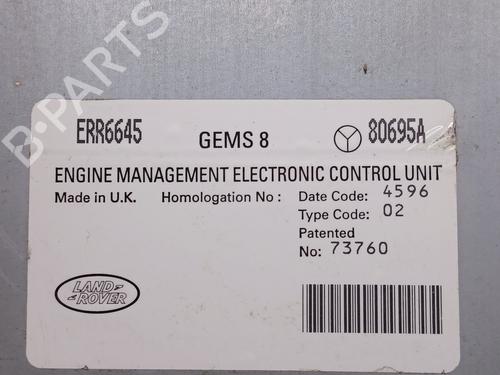 B-PARTS
ERR6645 GEMS 8 80695A
ENGINE MANAGEMENT ELECTRONIC CONTROL UNIT
Made in U.K. Homologation No : Date Code: 4596
Type Code: 02
Patented
No: 73760
LAND
ROVER